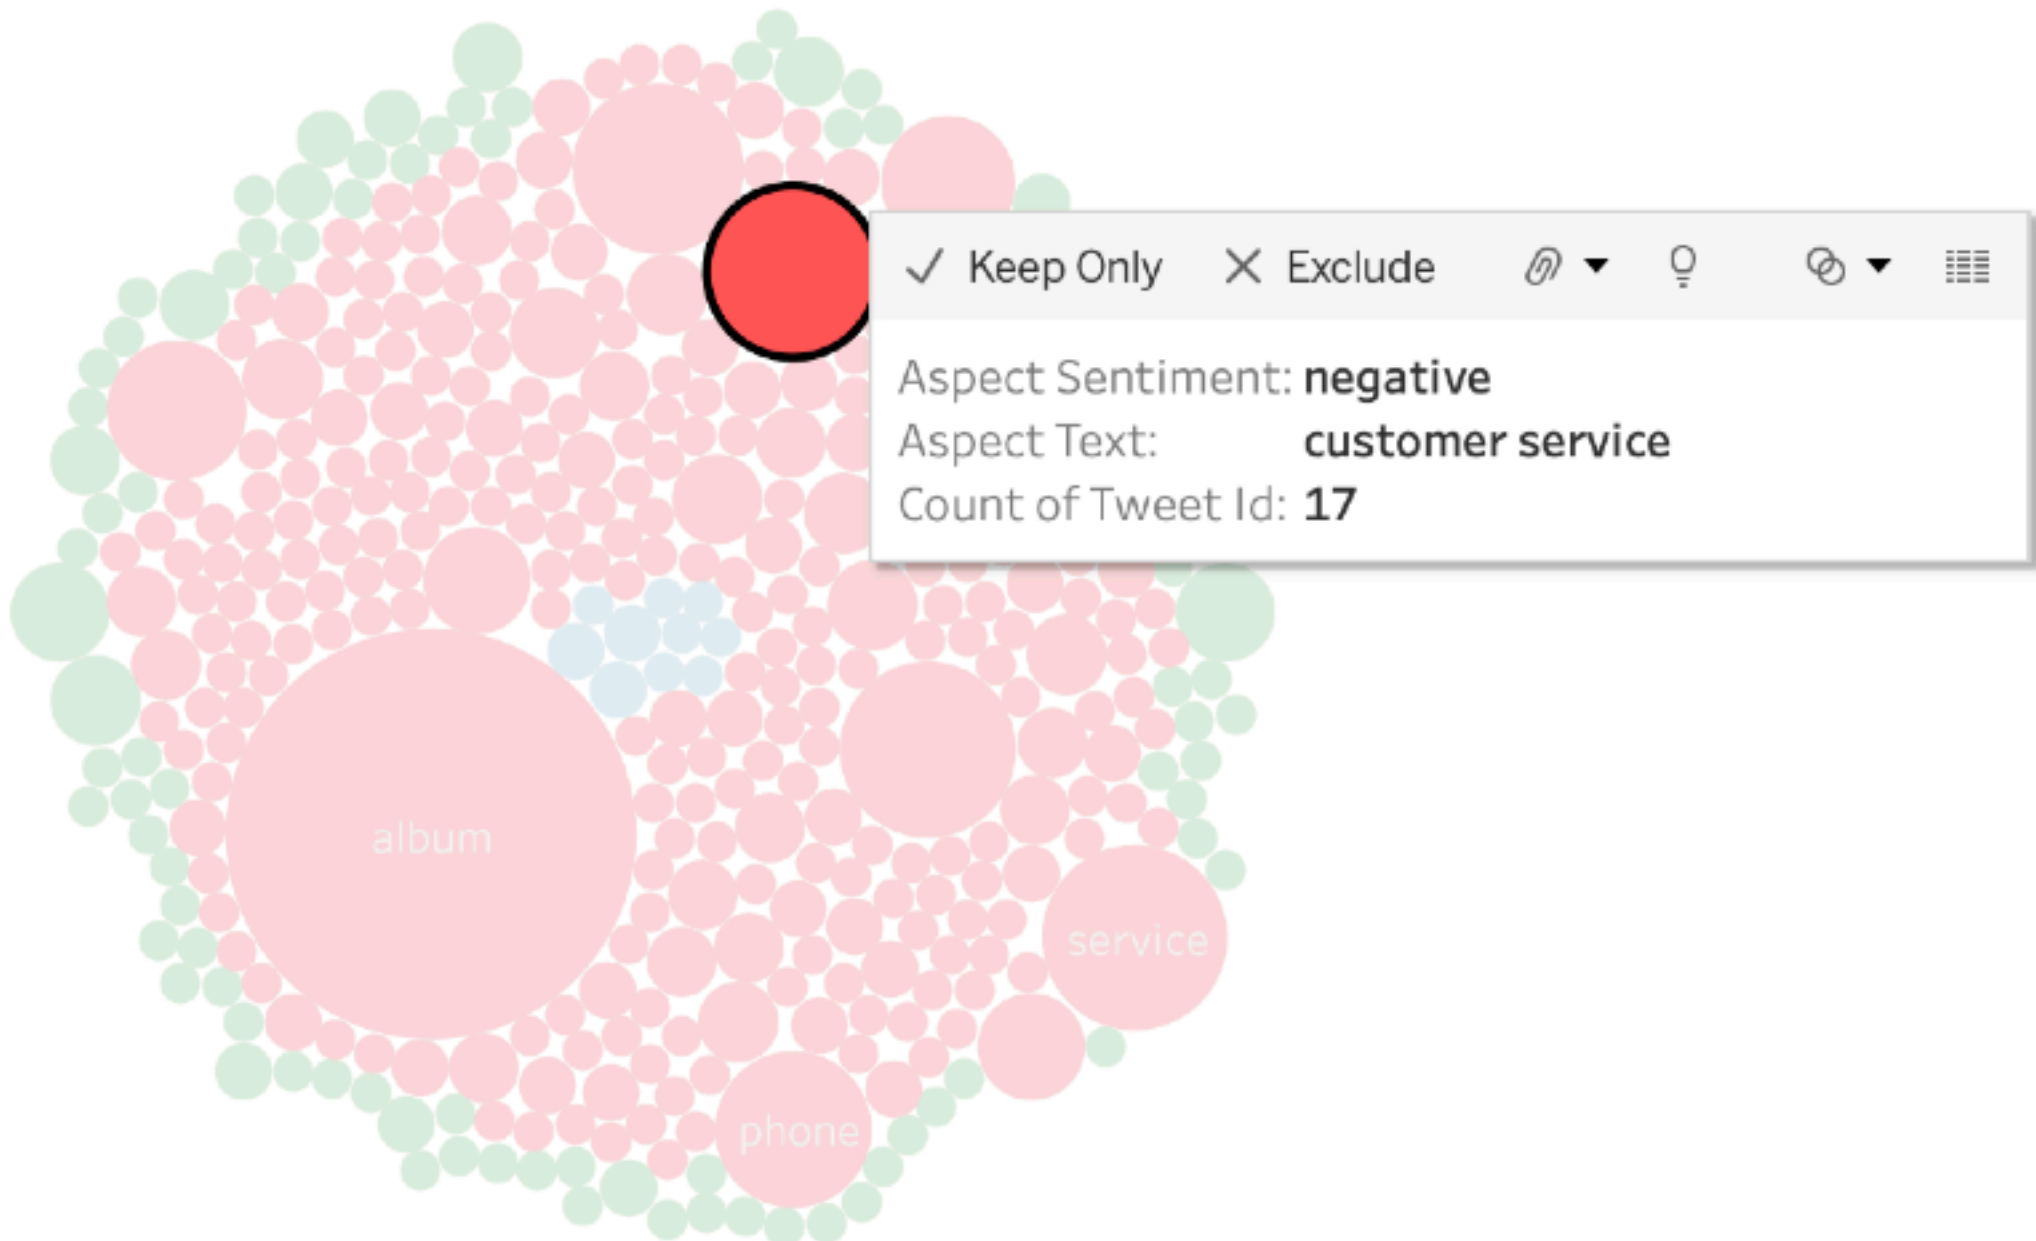 Keep Only Exclude
Aspect Sentiment: negative
Aspect Text: customer service
Count of Tweet Id: 17
album
service
phone